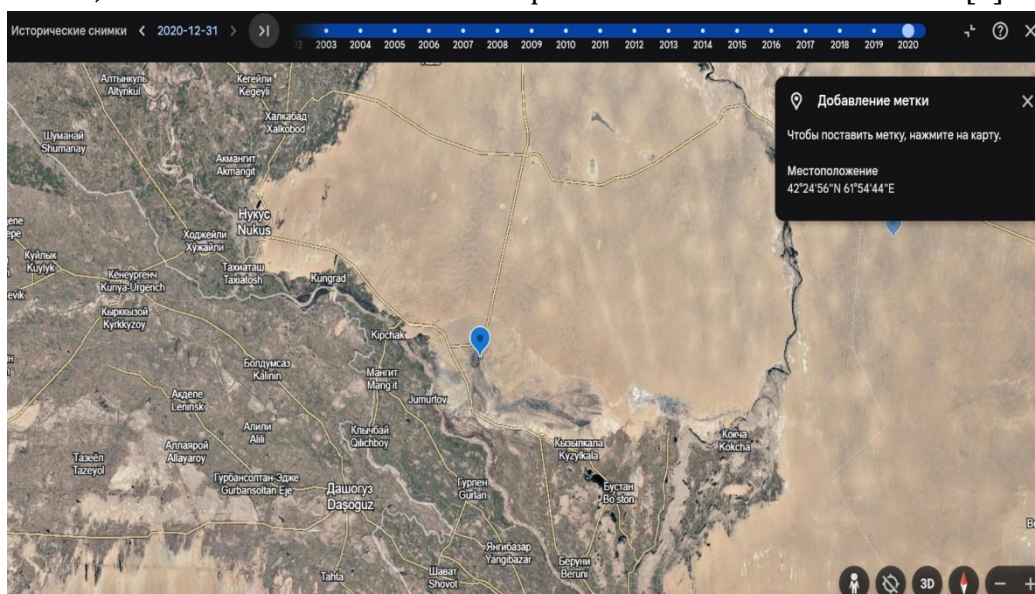 [1]
Исторические снимки 2020-12-31
2003 2004 2005 2006 2007 2008 2009 2010 2011 2012 2013 2014 2015 2016 2017 2018 2019 2020
Добавление метки
Чтобы поставить метку, нажмите на карту.
Местоположение
42°24'56"N 61°54'44"E
Алтынкуль
Altynkul
Кегейли
Kegeyli
Халкабад
Xalkobod
Шуманай
Shumanay
Акмангит
Akmangit
Нукус
Nukus
Ходжейли
Хўжайли
Куйлык
Kuylyk
Тахиаташ
Taxiatosh
Kungrad
Кёнеургенч
Kunya-Urgench
Кырккызой
Kyrkkyzoy
Kipchak
Болдумсаз
Kalinin
Мангит
Mang'it
Jumurtov
Акдепе
Leninsk
Алили
Alili
Клычбай
Qilichboy
Аллаярой
Allayaroy
Тазеёл
Tazeyol
Гурбансолтан-Эдже
Gurbansoltan Eje
Дашогуз
Daşoguz
Гурлен
Gurlan
Кызылкала
Kyzylkala
Кокча
Kokcha
Бустан
Bo'ston
Янгибазар
Yangibazar
Беруни
Beruni
Шават
Shovot
Tahta
3D